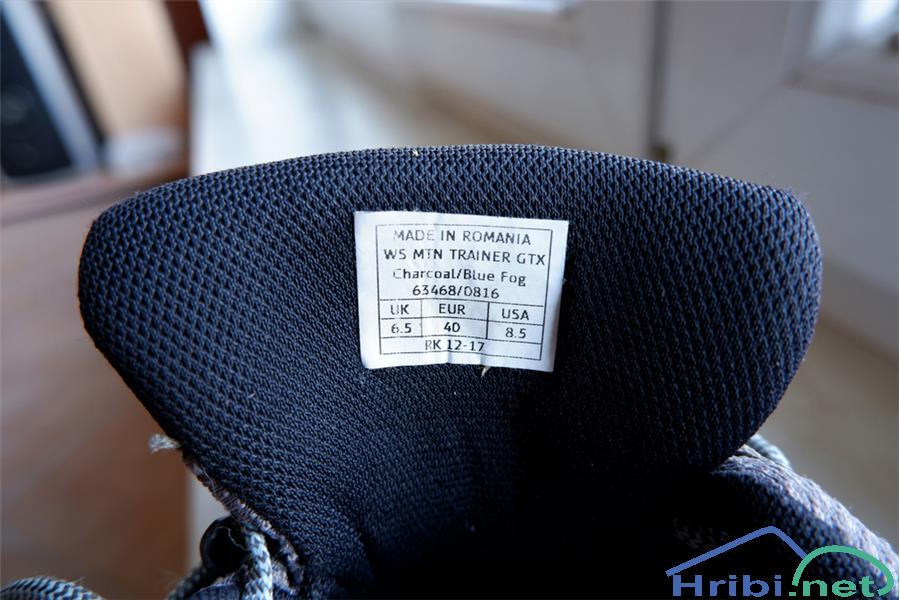 MADE IN ROMANIA
WS MTN TRAINER GTX
Charcoal/Blue Fog
63468/0816
UK EUR USA
6.5 40 8.5
RK 12-17
Hribi.net